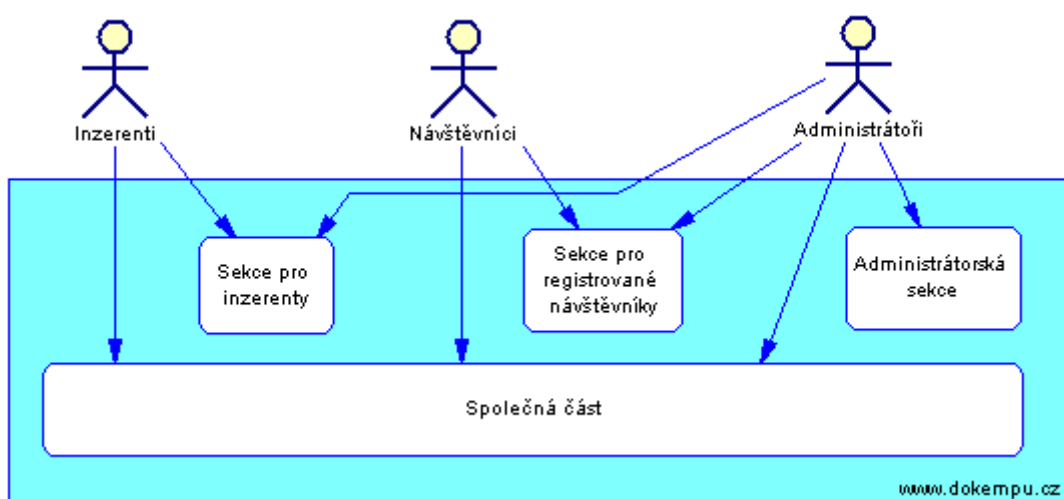 Inzerenti
Návštěvníci
Administrátoři
Sekce pro
inzerenty
Sekce pro
registrované
návštěvníky
Administrátorská
sekce
Společná část
www.dokempu.cz